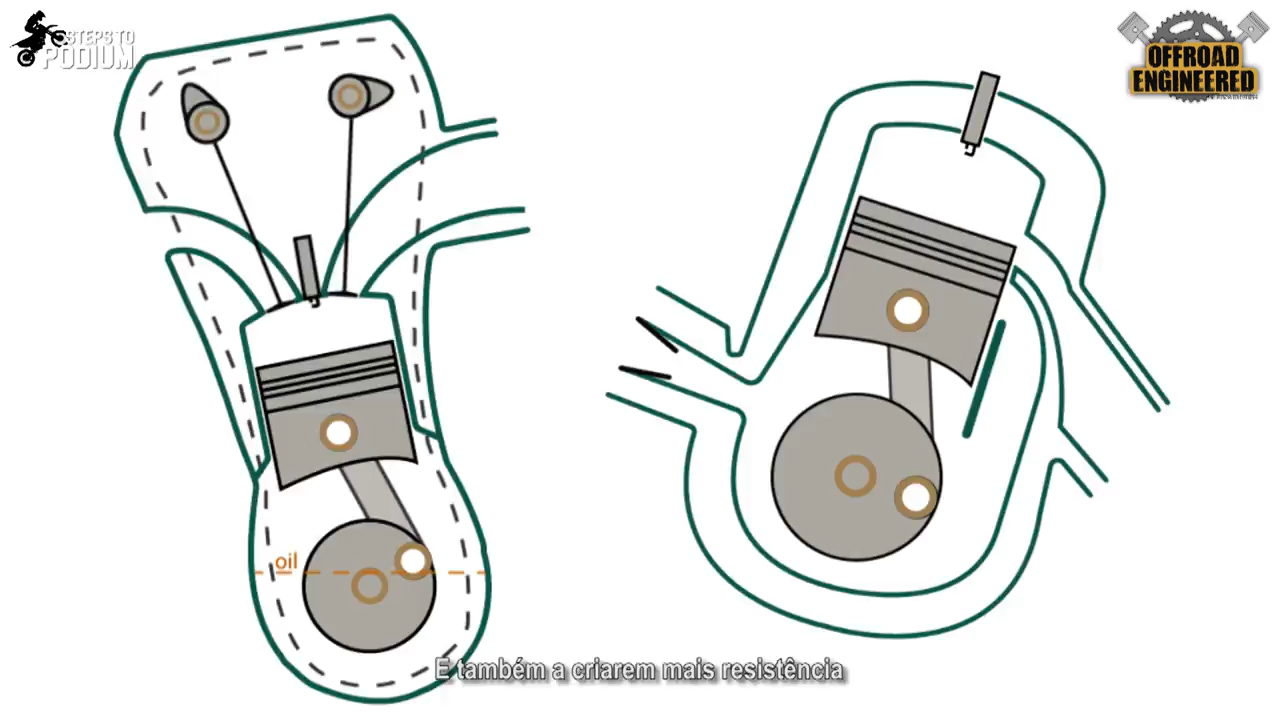 STEPS TO
PODIUM
OFFROAD
ENGINEERED
oil
E também a criarem mais resistência